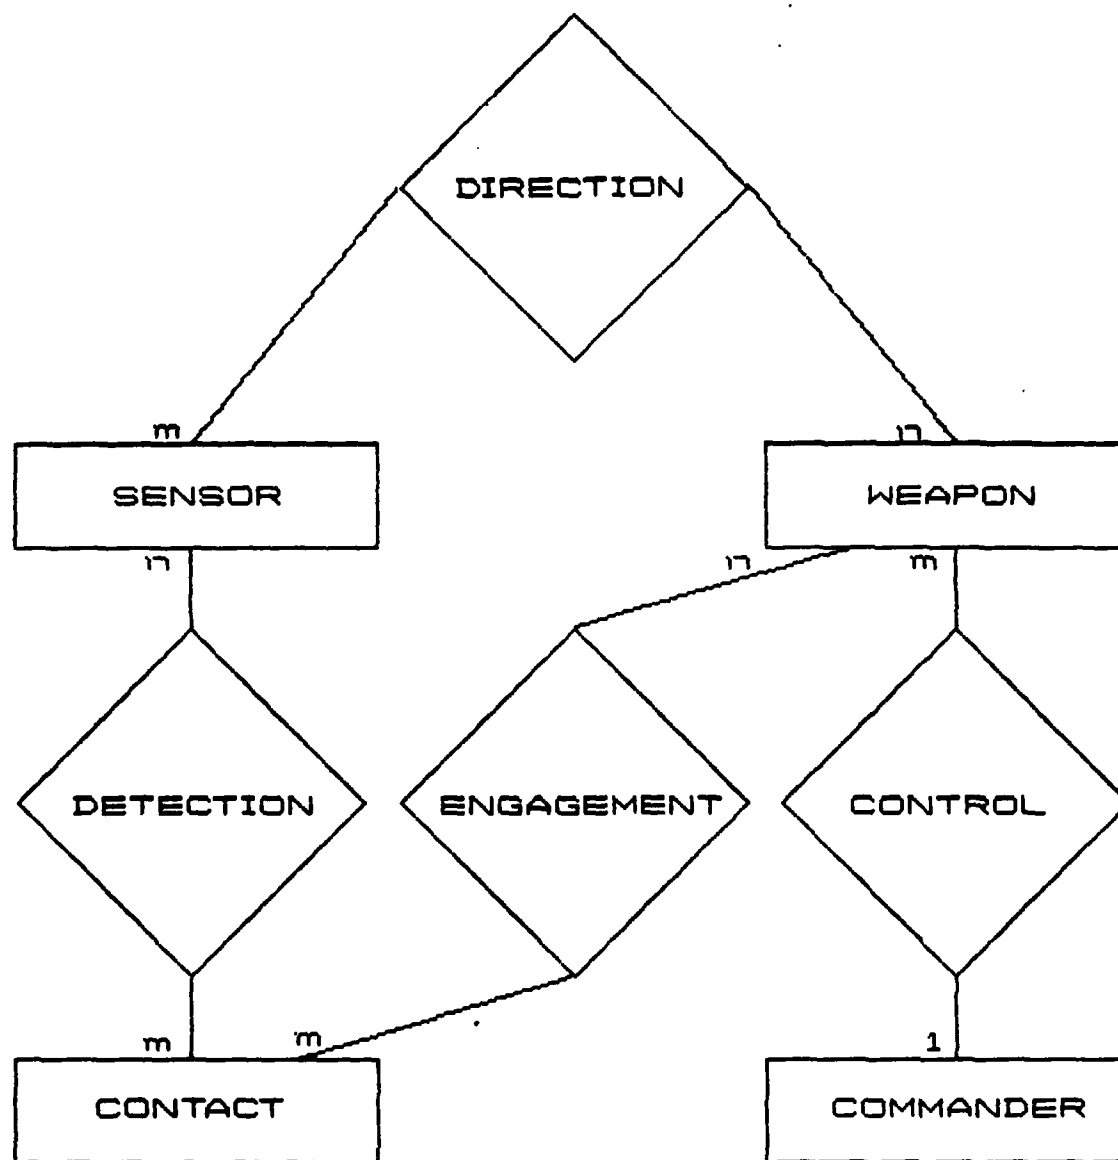 DIRECTION
m
n
SENSOR
WEAPON
n
n
m
DETECTION
ENGAGEMENT
CONTROL
m
m
1
CONTACT
COMMANDER